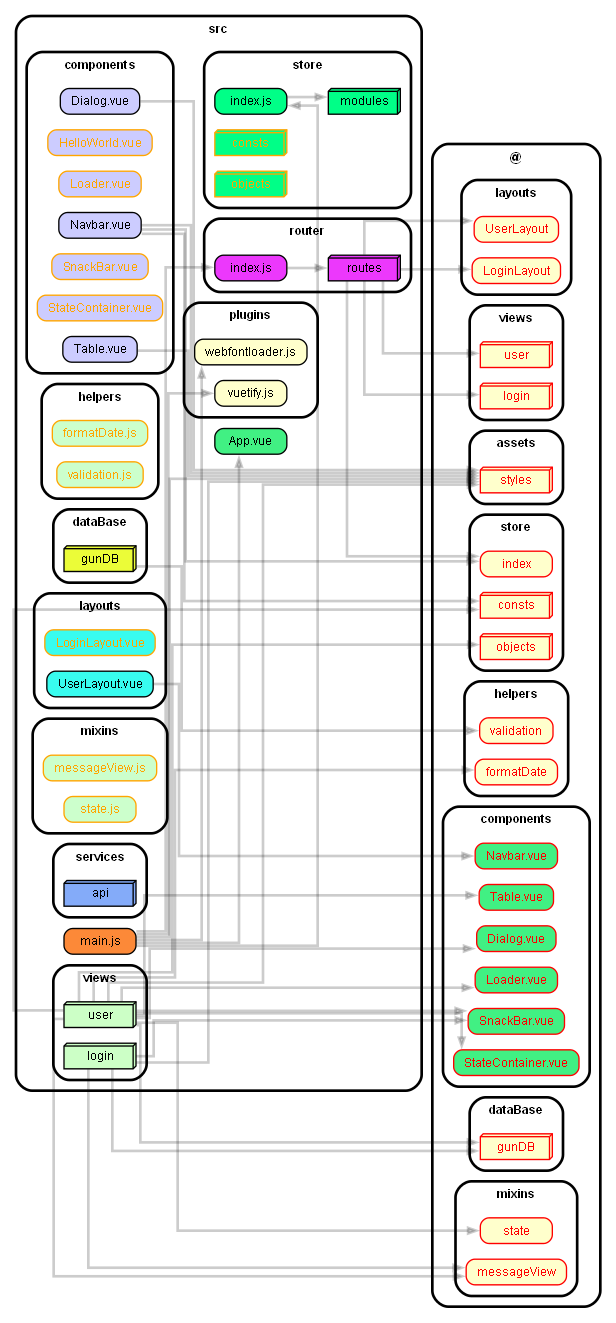 src
components
Dialog.vue
HelloWorld.vue
Loader.vue
Navbar.vue
SnackBar.vue
StateContainer.vue
Table.vue
store
index.js
modules
consts
objects
router
index.js
routes
plugins
webfontloader.js
vuetify.js
App.vue
helpers
formatDate.js
validation.js
dataBase
gunDB
layouts
LoginLayout.vue
UserLayout.vue
mixins
messageView.js
state.js
services
api
main.js
views
user
login
@
layouts
UserLayout
LoginLayout
views
user
login
assets
styles
store
index
consts
objects
helpers
validation
formatDate
components
Navbar.vue
Table.vue
Dialog.vue
Loader.vue
SnackBar.vue
StateContainer.vue
dataBase
gunDB
mixins
state
messageView